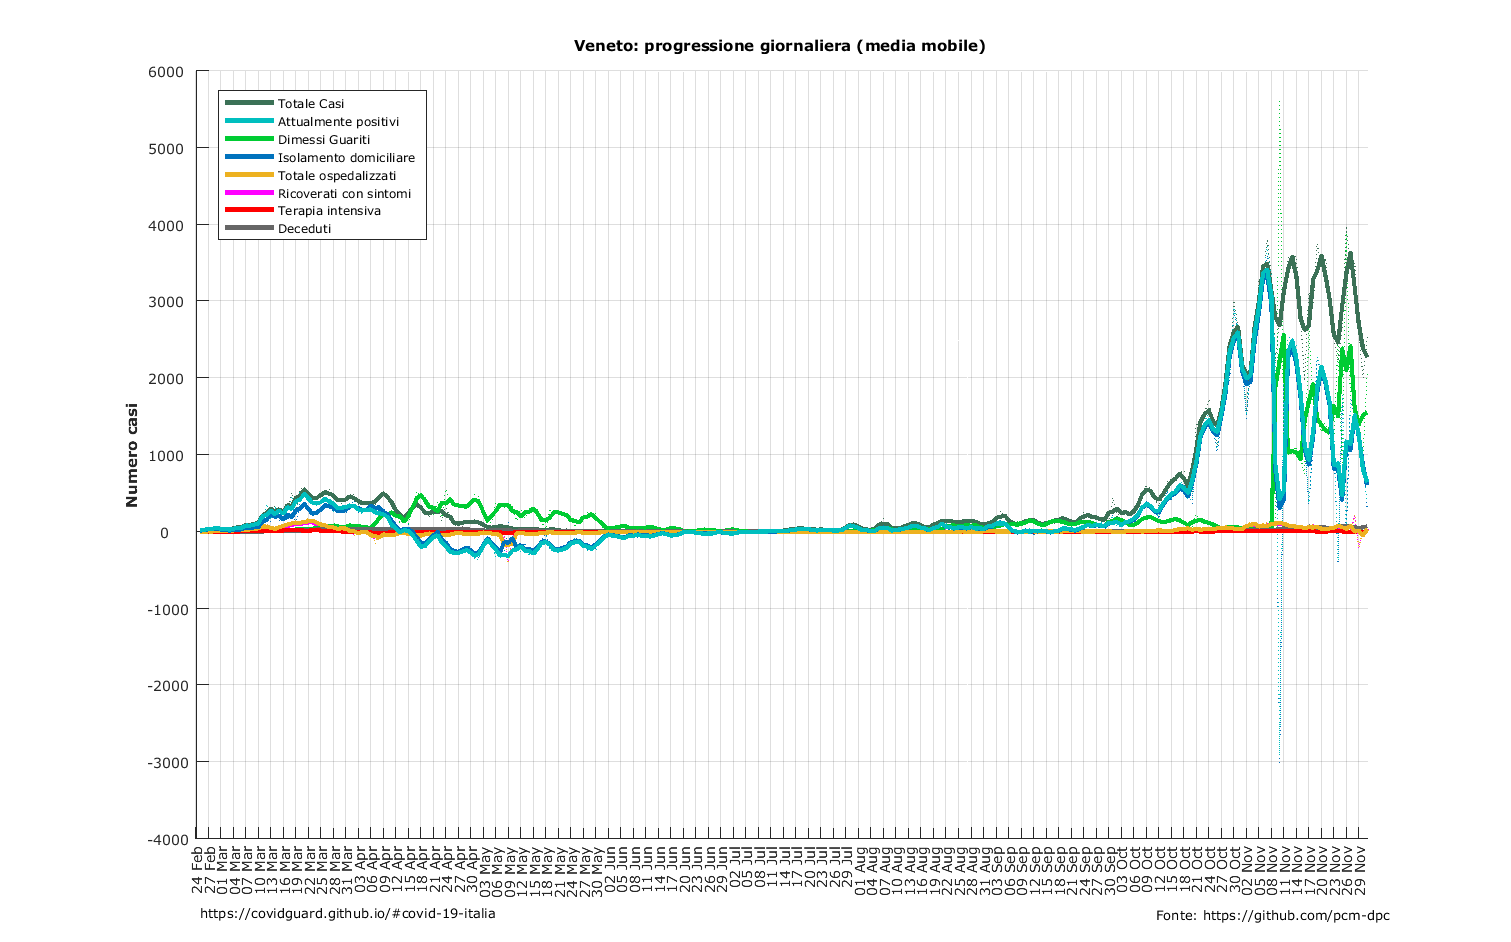 Veneto: progressione giornaliera (media mobile)
6000
5000
4000
3000
2000
1000
0
-1000
-2000
-3000
-4000
Numero casi
Totale Casi
Attualmente positivi
Dimessi Guariti
Isolamento domiciliare
Totale ospedalizzati
Ricoverati con sintomi
Terapia intensiva
Deceduti
24 Feb
27 Feb
01 Mar
04 Mar
07 Mar
10 Mar
13 Mar
16 Mar
19 Mar
22 Mar
25 Mar
28 Mar
31 Mar
03 Apr
06 Apr
09 Apr
12 Apr
15 Apr
18 Apr
21 Apr
24 Apr
27 Apr
30 Apr
03 May
06 May
09 May
12 May
15 May
18 May
21 May
24 May
27 May
30 May
02 Jun
05 Jun
08 Jun
11 Jun
14 Jun
17 Jun
20 Jun
23 Jun
26 Jun
29 Jun
02 Jul
05 Jul
08 Jul
11 Jul
14 Jul
17 Jul
20 Jul
23 Jul
26 Jul
29 Jul
01 Aug
04 Aug
07 Aug
10 Aug
13 Aug
16 Aug
19 Aug
22 Aug
25 Aug
28 Aug
31 Aug
03 Sep
06 Sep
09 Sep
12 Sep
15 Sep
18 Sep
21 Sep
24 Sep
27 Sep
30 Sep
03 Oct
06 Oct
09 Oct
12 Oct
15 Oct
18 Oct
21 Oct
24 Oct
27 Oct
30 Oct
02 Nov
05 Nov
08 Nov
11 Nov
14 Nov
17 Nov
20 Nov
23 Nov
26 Nov
29 Nov
https://covidguard.github.io/#covid-19-italia
Fonte: https://github.com/pcm-dpc